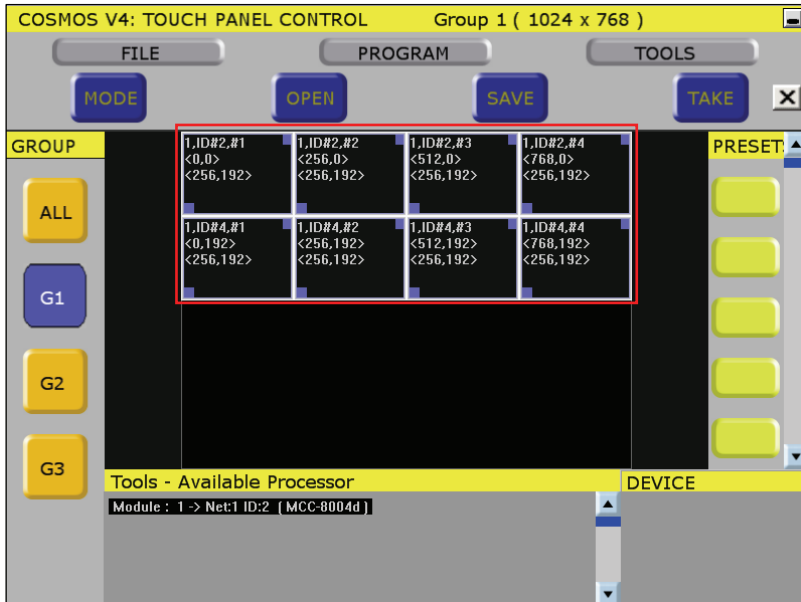 COSMOS V4: TOUCH PANEL CONTROL Group 1 ( 1024 x 768 )
FILE PROGRAM TOOLS
MODE OPEN SAVE TAKE
GROUP
PRESET
1,ID#2,#1 1,ID#2,#2 1,ID#2,#3 1,ID#2,#4
<0,0> <256,0> <512,0> <768,0>
<256,192> <256,192> <256,192> <256,192>
ALL
1,ID#4,#1 1,ID#4,#2 1,ID#4,#3 1,ID#4,#4
<0,192> <256,192> <512,192> <768,192>
<256,192> <256,192> <256,192> <256,192>
G1
G2
G3
Tools - Available Processor
DEVICE
Module : 1 -> Net:1 ID:2 ( MCC-8004d )